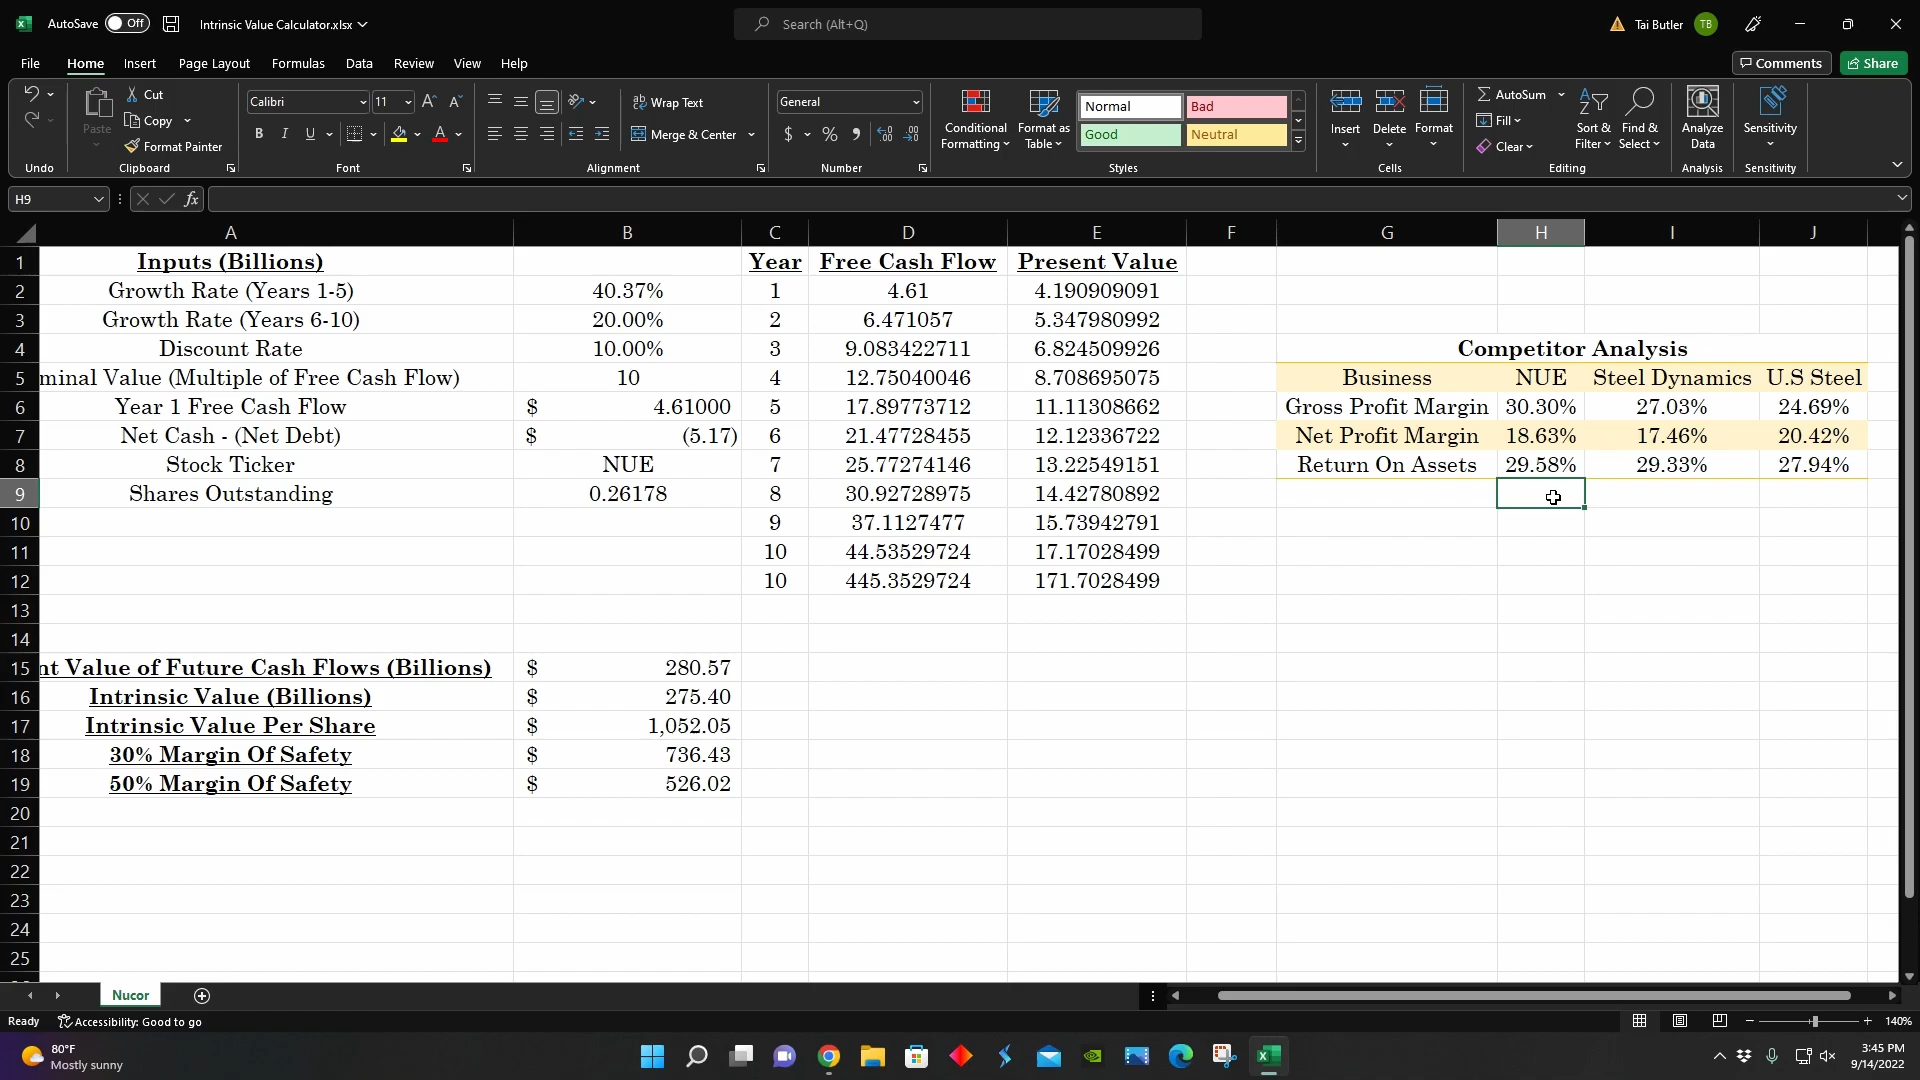 AutoSave Off Intrinsic Value Calculator.xlsx Search (Alt+Q) Tai Butler TB
File Home Insert Page Layout Formulas Data Review View Help Comments Share
Cut Calibri 11 Wrap Text General Normal Bad AutoSum
Paste Copy Merge & Center $ % Conditional Formatting Format as Table Good Neutral Insert Delete Format Fill Sort & Filter Find & Select Analyze Data Sensitivity
Format Painter B I U A Clear
Undo Clipboard Font Alignment Number Styles Cells Editing Analysis Sensitivity
H9 fx
A B C D E F G H I J
1 Inputs (Billions) Year Free Cash Flow Present Value
2 Growth Rate (Years 1-5) 40.37% 1 4.61 4.190909091
3 Growth Rate (Years 6-10) 20.00% 2 6.471057 5.347980992
4 Discount Rate 10.00% 3 9.083422711 6.824509926 Competitor Analysis
5 minal Value (Multiple of Free Cash Flow) 10 4 12.75040046 8.708695075 Business NUE Steel Dynamics U.S Steel
6 Year 1 Free Cash Flow $ 4.61000 5 17.89773712 11.11308662 Gross Profit Margin 30.30% 27.03% 24.69%
7 Net Cash - (Net Debt) $ (5.17) 6 21.47728455 12.12336722 Net Profit Margin 18.63% 17.46% 20.42%
8 Stock Ticker NUE 7 25.77274146 13.22549151 Return On Assets 29.58% 29.33% 27.94%
9 Shares Outstanding 0.26178 8 30.92728975 14.42780892
10 9 37.1127477 15.73942791
11 10 44.53529724 17.17028499
12 10 445.3529724 171.7028499
13
14
15 nt Value of Future Cash Flows (Billions) $ 280.57
16 Intrinsic Value (Billions) $ 275.40
17 Intrinsic Value Per Share $ 1,052.05
18 30% Margin Of Safety $ 736.43
19 50% Margin Of Safety $ 526.02
20
21
22
23
24
25
Nucor
Ready Accessibility: Good to go 140%
80°F
Mostly sunny
3:45 PM
9/14/2022